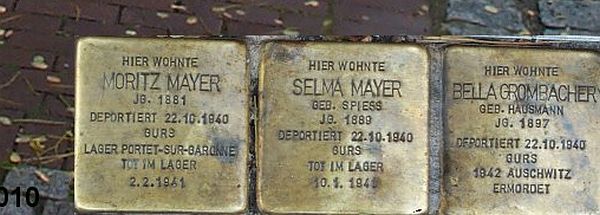 HIER WOHNTE
MORITZ MAYER
JG. 1881
DEPORTIERT 22.10.1940
GURS
LAGER PORTET-SUR-GARONNE
TOT IM LAGER
2.2.1941
HIER WOHNTE
SELMA MAYER
GEB. SPIESS
JG. 1889
DEPORTIERT 22.10.1940
GURS
TOT IM LAGER
10.1.1941
HIER WOHNTE
BELLA GROMBACHER
GEB. HAUSMANN
JG. 1897
DEPORTIERT 22.10.1940
GURS
1942 AUSCHWITZ
ERMORDET
010